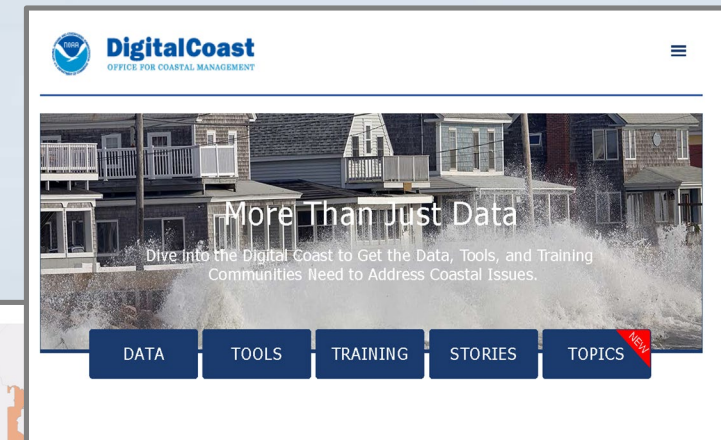 NOAA
DigitalCoast
OFFICE FOR COASTAL MANAGEMENT
More Than Just Data
Dive into the Digital Coast to Get the Data, Tools, and Training
Communities Need to Address Coastal Issues.
DATA
TOOLS
TRAINING
STORIES
TOPICS
NEW